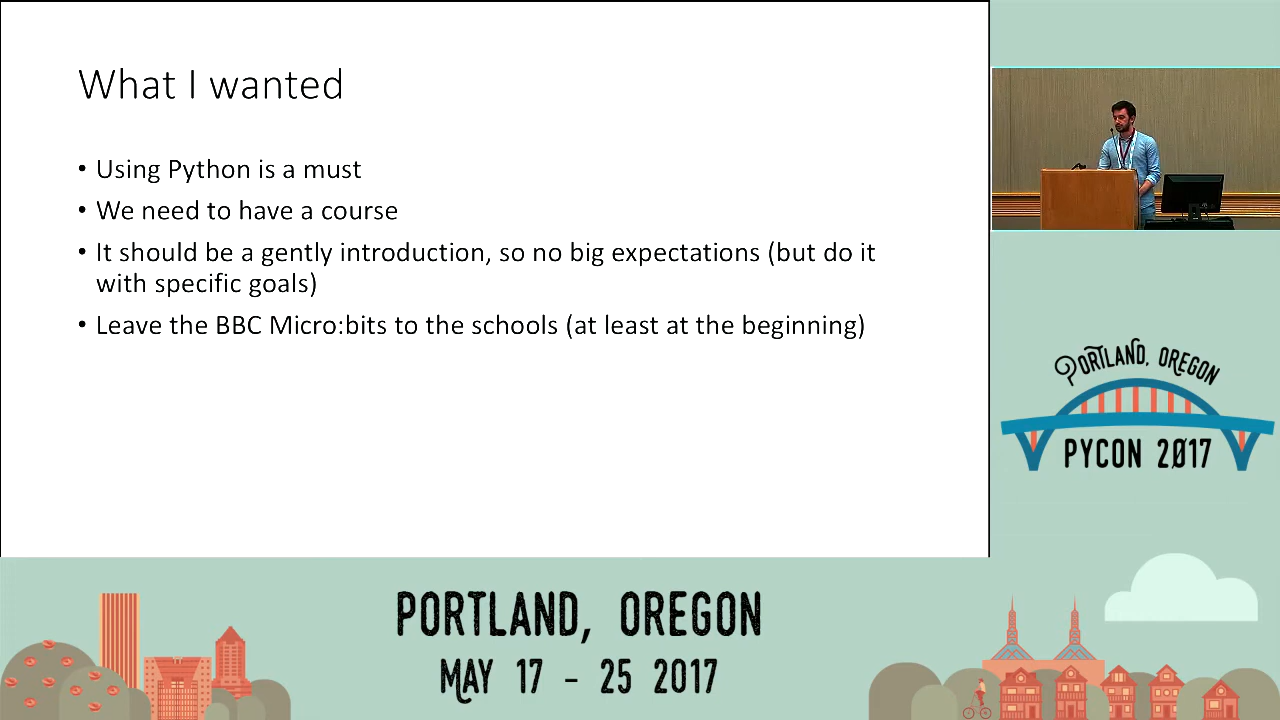 What I wanted
• Using Python is a must
• We need to have a course
• It should be a gently introduction, so no big expectations (but do it
with specific goals)
• Leave the BBC Micro:bits to the schools (at least at the beginning)
PORTLAND, OREGON
PYCON 2017
PORTLAND, OREGON
MAY 17 - 25 2017